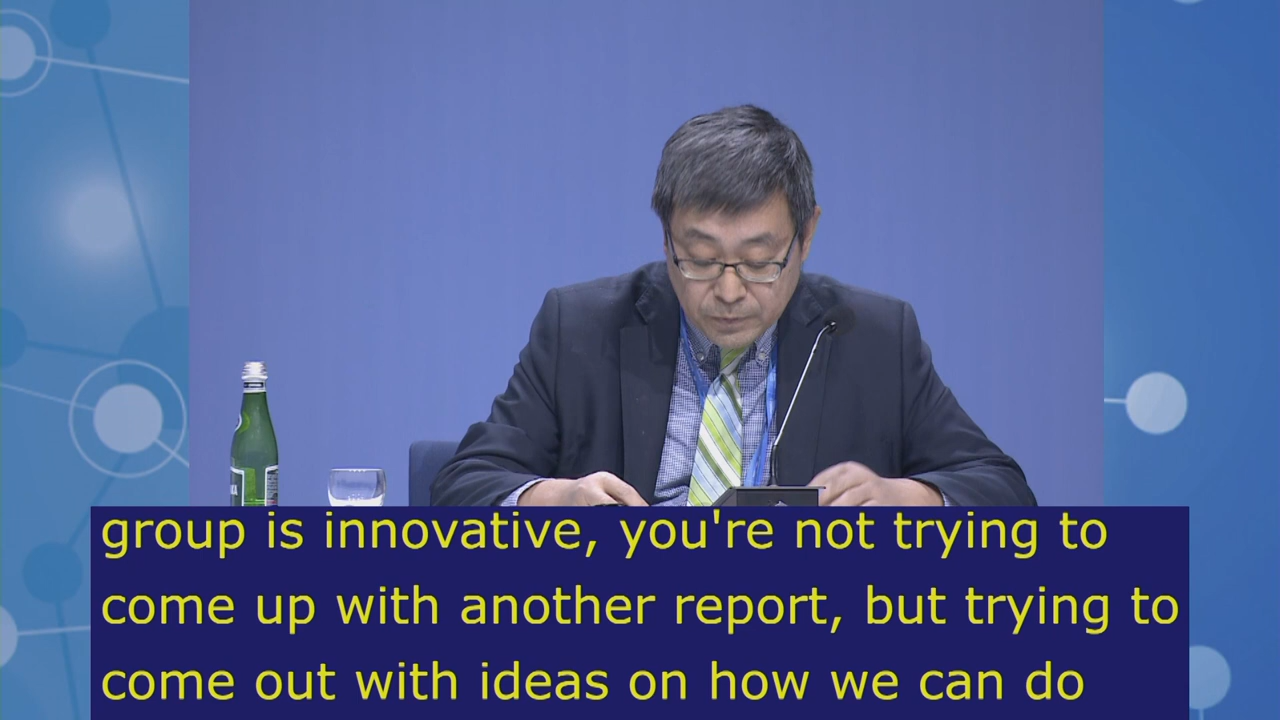 group is innovative, you're not trying to
come up with another report, but trying to
come out with ideas on how we can do